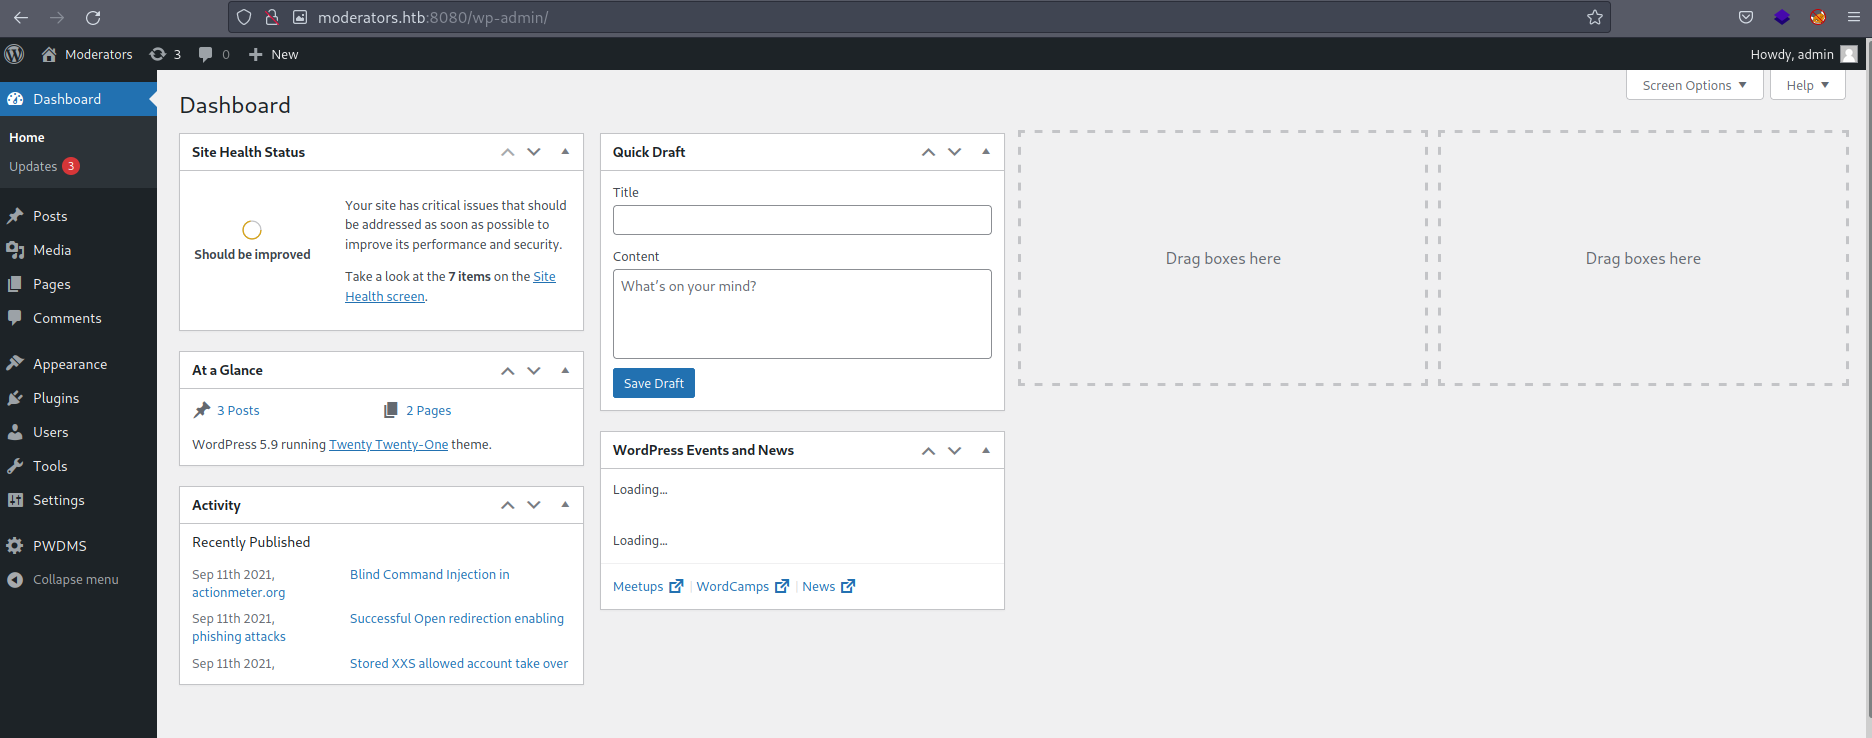 moderators.htb:8080/wp-admin/
Moderators 3 0 New
Howdy, admin
Dashboard
Home
Updates 3
Posts
Media
Pages
Comments
Appearance
Plugins
Users
Tools
Settings
PWDMS
Collapse menu
Screen Options
Help
Dashboard
Site Health Status
Should be improved
Your site has critical issues that should
be addressed as soon as possible to
improve its performance and security.
Take a look at the 7 items on the Site
Health screen.
At a Glance
3 Posts
2 Pages
WordPress 5.9 running Twenty Twenty-One theme.
Activity
Recently Published
Sep 11th 2021, Blind Command Injection in
actionmeter.org
Sep 11th 2021, Successful Open redirection enabling
phishing attacks
Sep 11th 2021, Stored XXS allowed account take over
Quick Draft
Title
Content
What's on your mind?
Save Draft
WordPress Events and News
Loading…
Loading…
Meetups | WordCamps | News
Drag boxes here
Drag boxes here